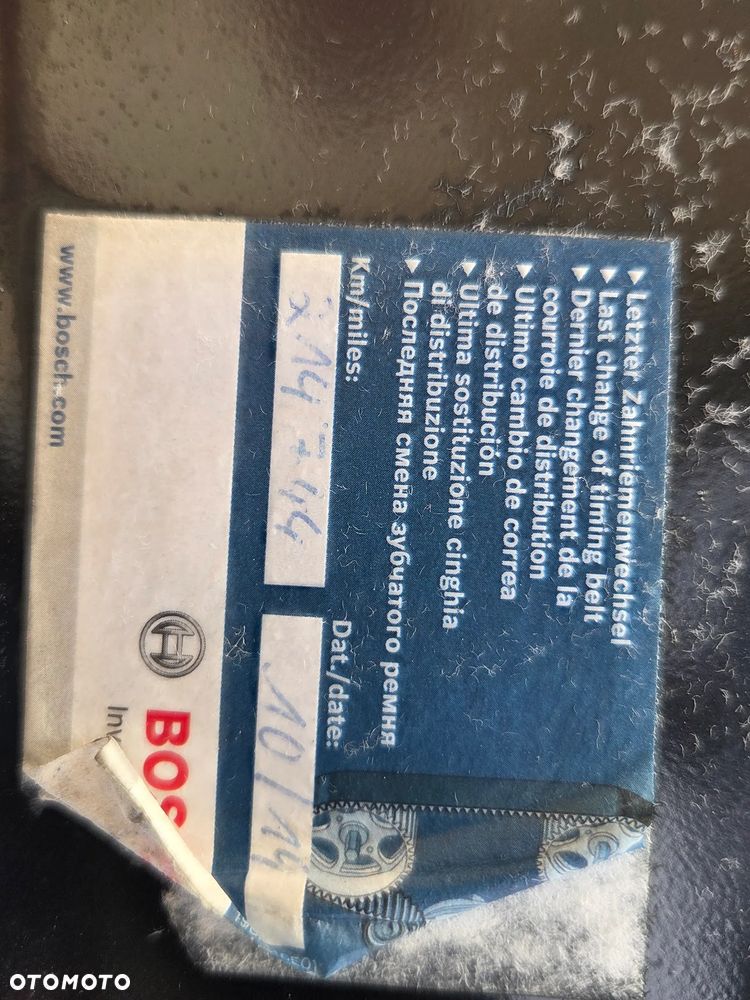 ▸ Letzter Zahnriemenwechsel
▸ Last change of timing belt
▸ Dernier changement de la
courroie de distribution
▸ Ultimo cambio de correa
de distribución
▸ Ultima sostituzione cinghia
di distribuzione
▸ Последняя смена зубчатого ремня
Km/miles:
Dat./date:
10/14
BOS
Inv
www.bosch.com
OTOMOTO